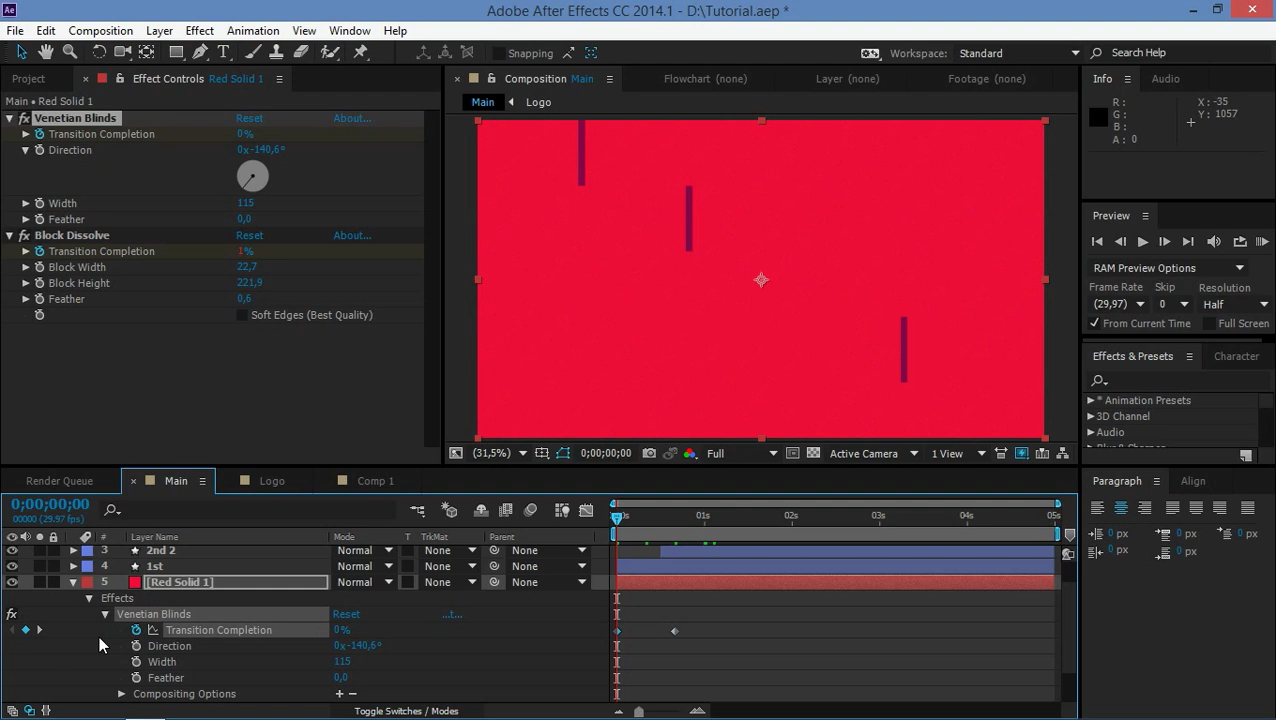 Adobe After Effects CC 2014.1 - D:\Tutorial.aep *
File Edit Composition Layer Effect Animation View Window Help
Snapping Workspace: Standard Search Help
Project Effect Controls Red Solid 1 Composition Main Flowchart (none) Layer (none) Footage (none) Info Audio
Main • Red Solid 1 Main Logo
R: X: -35
G: Y: 1057
B:
A: 0
Venetian Blinds Reset About...
Transition Completion 0%
Direction 0x-140,6°
Width 115
Feather 0,0
Block Dissolve Reset About...
Transition Completion 1%
Block Width 22,7
Block Height 221,9
Feather 0,6
Soft Edges (Best Quality)
Preview
RAM Preview Options
Frame Rate Skip Resolution
(29,97) 0 Half
From Current Time Full Screen
Effects & Presets Character
* Animation Presets
3D Channel
Audio
(31,5%) 0;00;00;00 Full Active Camera 1 View
Render Queue Main Logo Comp 1
0;00;00;00
00000 (29.97 fps)
01s 02s 03s 04s 05s
# Layer Name Mode T TrkMat Parent
3 2nd 2 Normal None None
4 1st Normal None None
5 [Red Solid 1] Normal None None
Effects
fx Venetian Blinds Reset ...t...
Transition Completion 0%
Direction 0x-140,6°
Width 115
Feather 0,0
Compositing Options + −
Toggle Switches / Modes
Paragraph Align
0 px 0 px 0 px
0 px 0 px